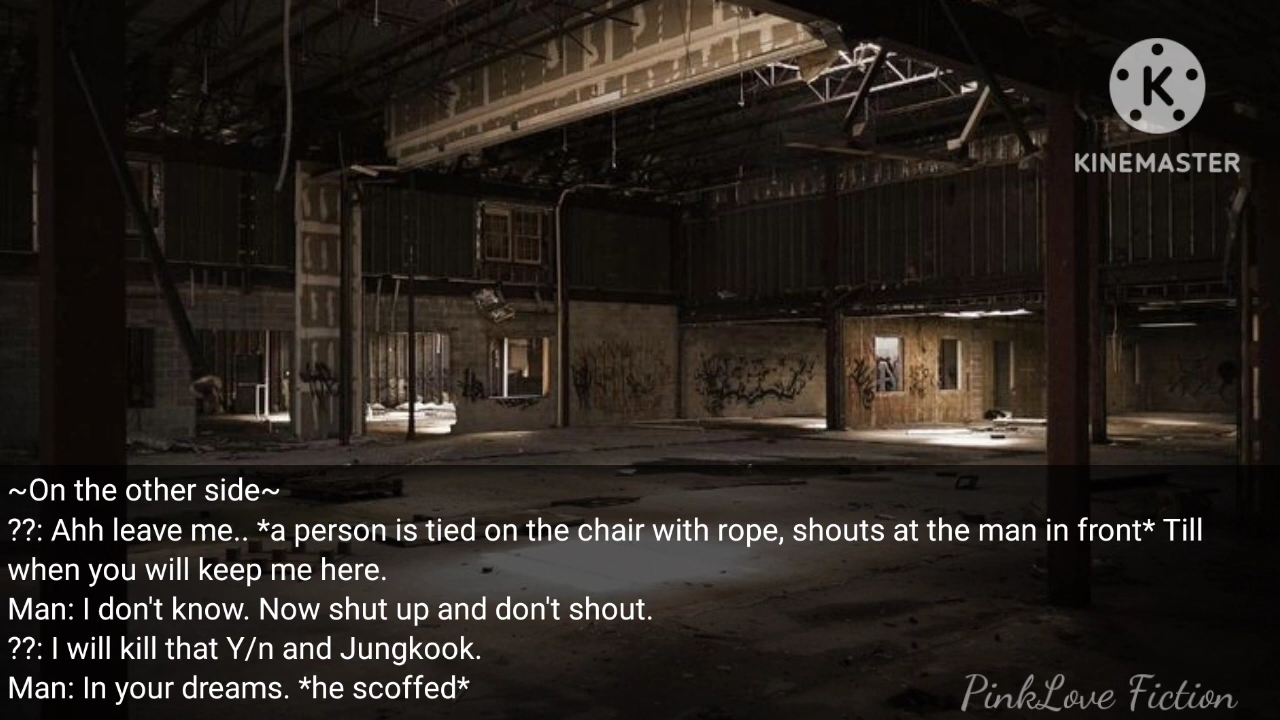 K
KINEMASTER
~On the other side~
??: Ahh leave me.. *a person is tied on the chair with rope, shouts at the man in front* Till
when you will keep me here.
Man: I don't know. Now shut up and don't shout.
??: I will kill that Y/n and Jungkook.
Man: In your dreams. *he scoffed*
PinkLove Fiction